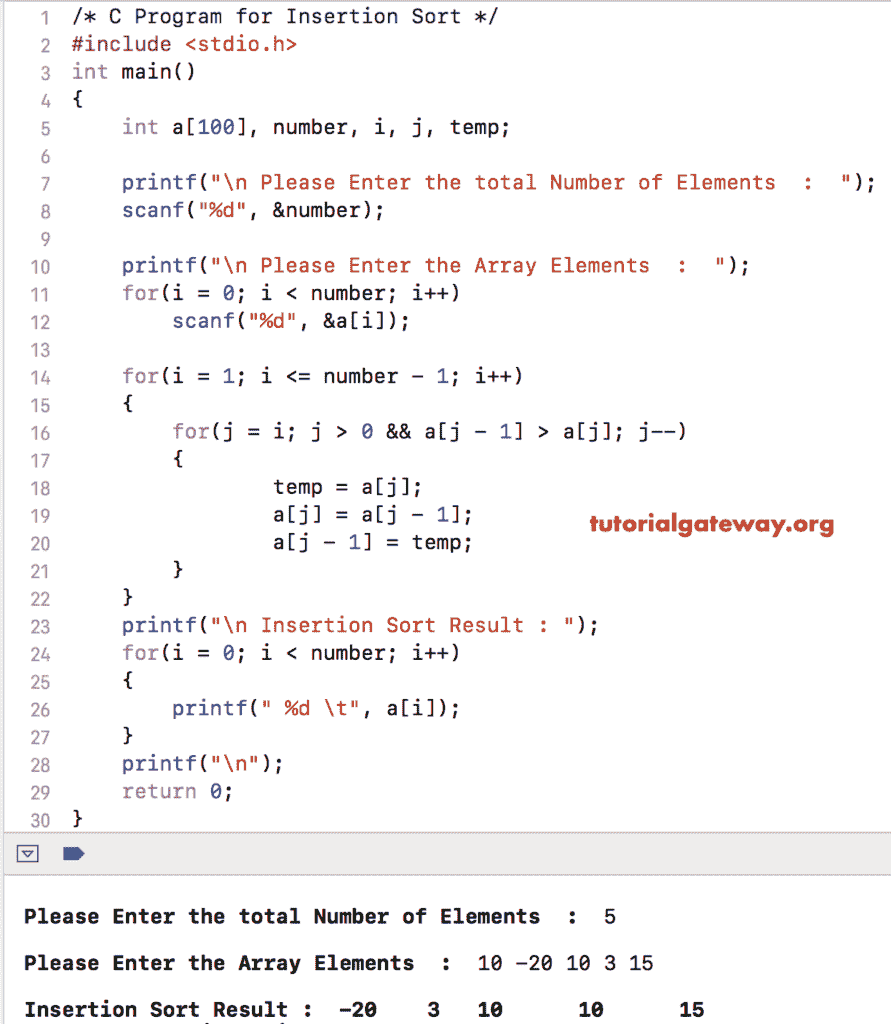 1 /* C Program for Insertion Sort */
2 #include <stdio.h>
3 int main()
4 {
5     int a[100], number, i, j, temp;
6
7     printf("\n Please Enter the total Number of Elements  :  ");
8     scanf("%d", &number);
9
10     printf("\n Please Enter the Array Elements  :  ");
11     for(i = 0; i < number; i++)
12         scanf("%d", &a[i]);
13
14     for(i = 1; i <= number - 1; i++)
15     {
16         for(j = i; j > 0 && a[j - 1] > a[j]; j--)
17         {
18                 temp = a[j];
19                 a[j] = a[j - 1];
tutorialgateway.org
20                 a[j - 1] = temp;
21         }
22     }
23     printf("\n Insertion Sort Result : ");
24     for(i = 0; i < number; i++)
25     {
26         printf(" %d \t", a[i]);
27     }
28     printf("\n");
29     return 0;
30 }
Please Enter the total Number of Elements  :  5
Please Enter the Array Elements  :  10 -20 10 3 15
Insertion Sort Result :  -20    3   10      10      15